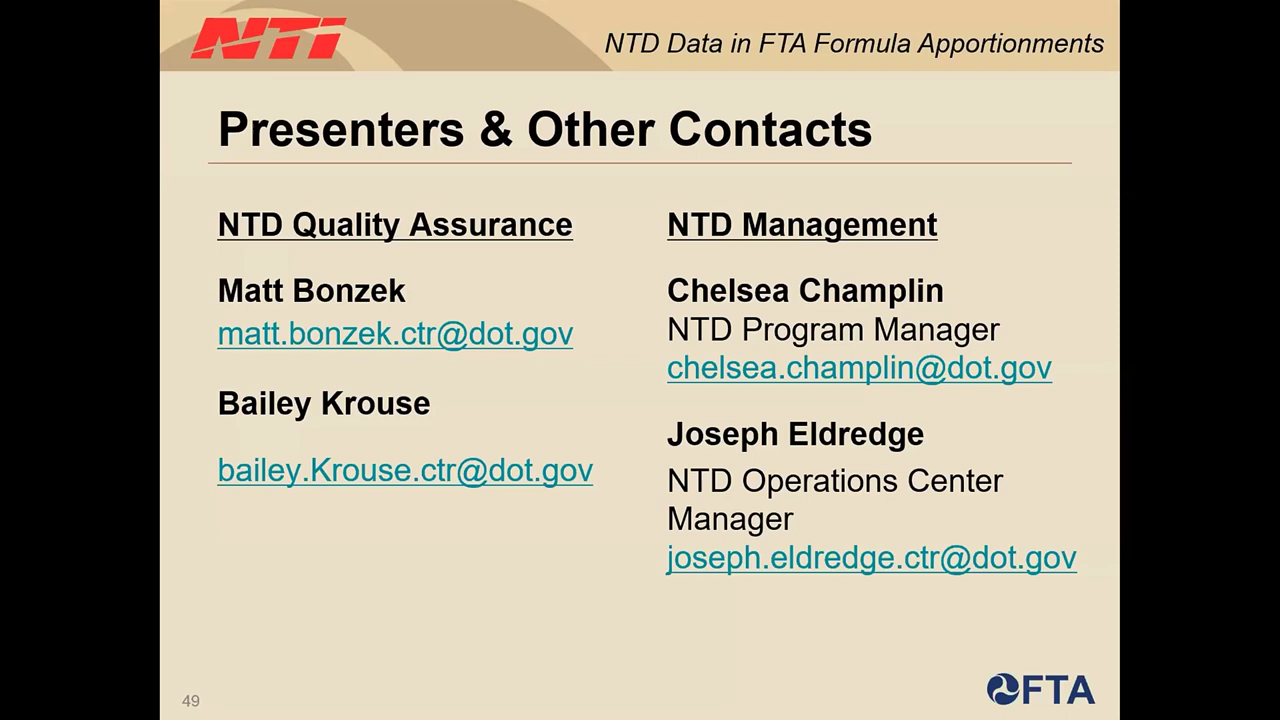 NTI
NTD Data in FTA Formula Apportionments
Presenters & Other Contacts
NTD Quality Assurance
Matt Bonzek
matt.bonzek.ctr@dot.gov
Bailey Krouse
bailey.Krouse.ctr@dot.gov
NTD Management
Chelsea Champlin
NTD Program Manager
chelsea.champlin@dot.gov
Joseph Eldredge
NTD Operations Center
Manager
joseph.eldredge.ctr@dot.gov
49
FTA